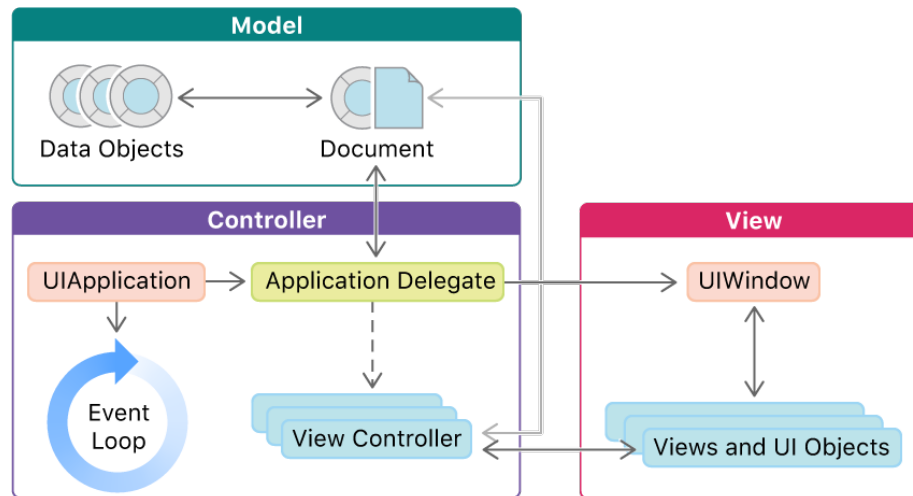 Model
Data Objects
Document
Controller
View
UIApplication
Application Delegate
UIWindow
Event
Loop
View Controller
Views and UI Objects